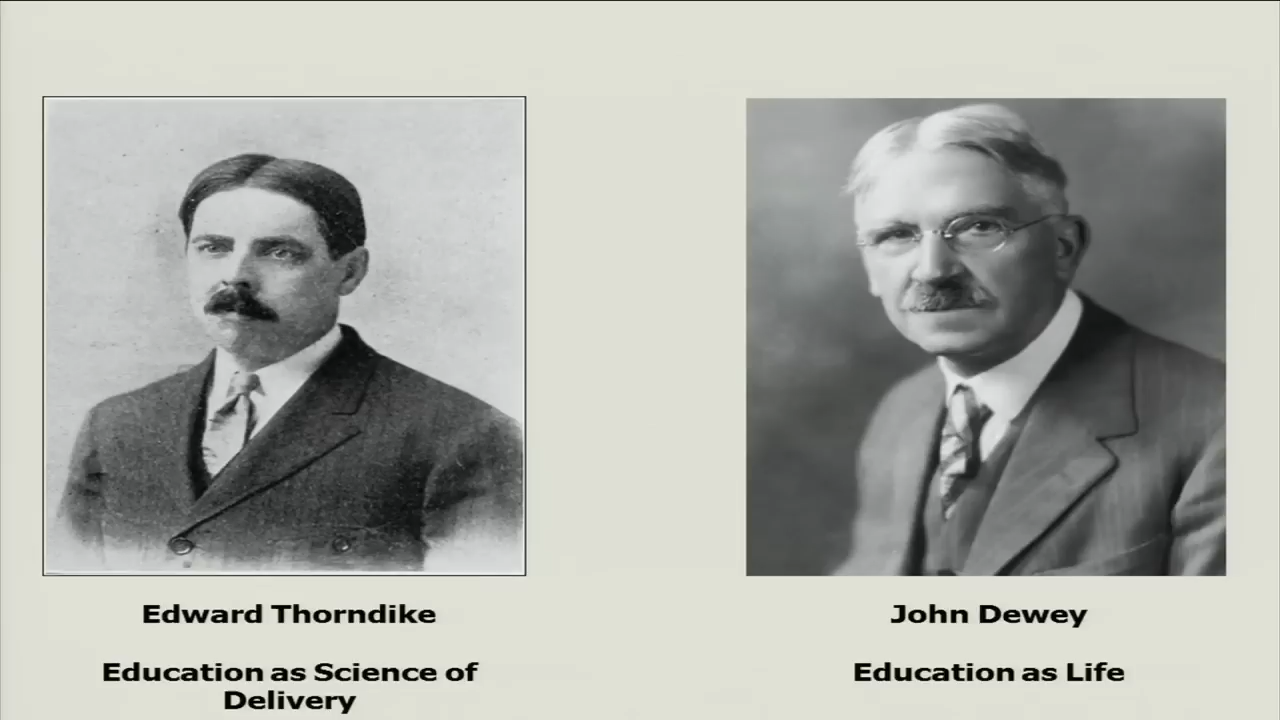 Edward Thorndike
Education as Science of
Delivery
John Dewey
Education as Life